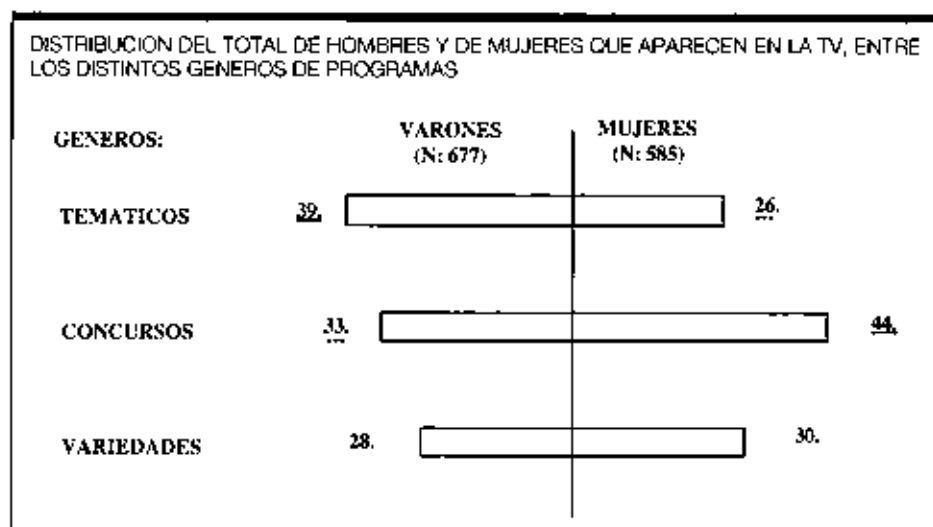 DISTRIBUCION DEL TOTAL DE HOMBRES Y DE MUJERES QUE APARECEN EN LA TV, ENTRE
LOS DISTINTOS GENEROS DE PROGRAMAS
GENEROS: VARONES MUJERES
(N: 677) (N: 585)
TEMATICOS 39. 26.
CONCURSOS 33. 44.
VARIEDADES 28. 30.